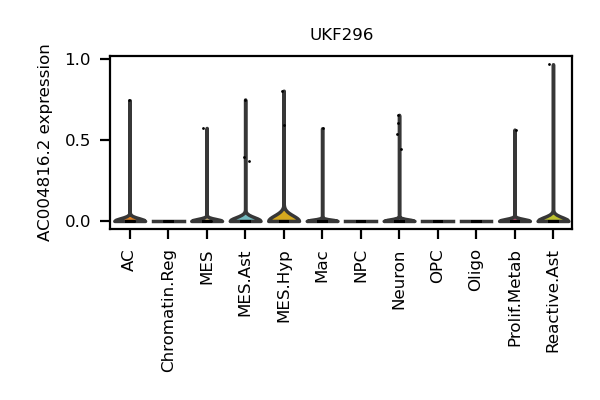 UKF296
AC004816.2 expression
1.0
0.5
0.0
AC
Chromatin.Reg
MES
MES.Ast
MES.Hyp
Mac
NPC
Neuron
OPC
Oligo
Prolif.Metab
Reactive.Ast